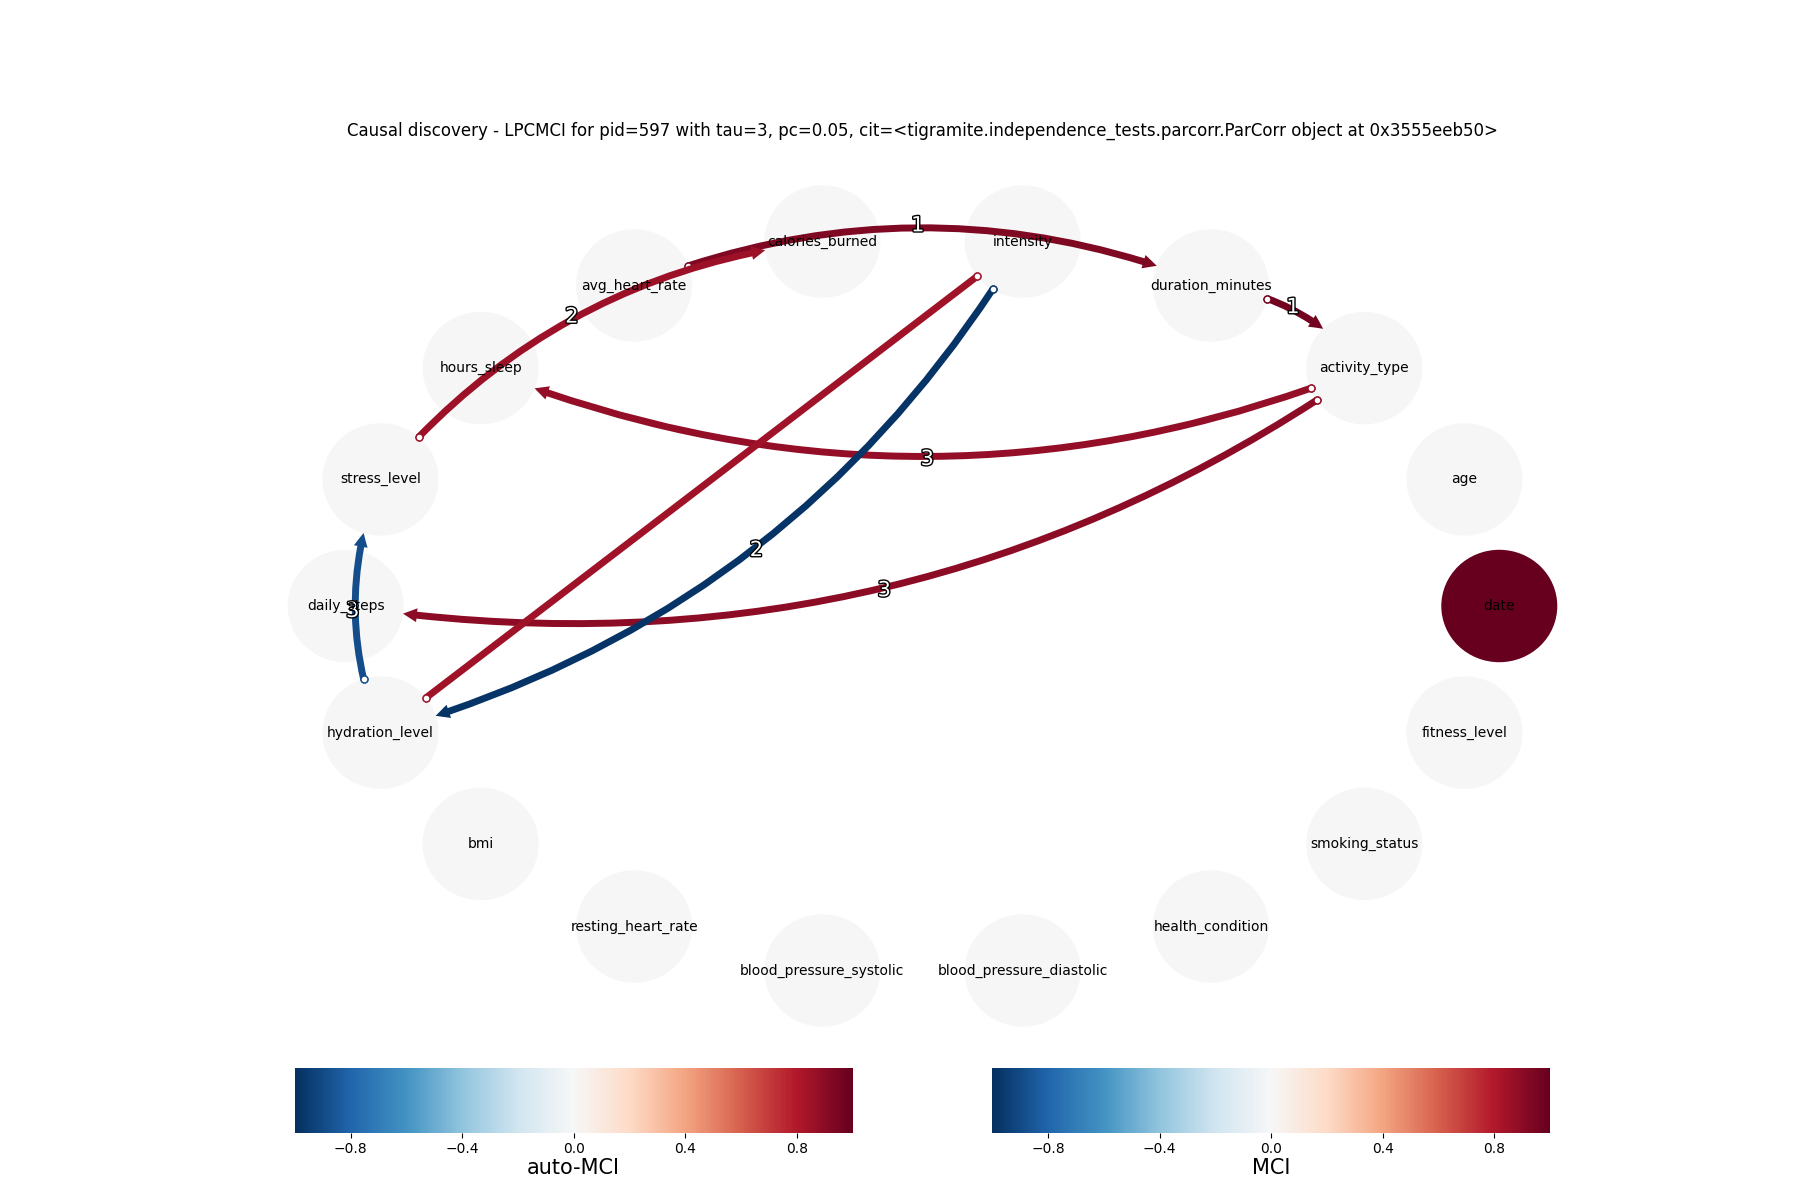 Causal discovery - LPCMCI for pid=597 with tau=3, pc=0.05, cit=<tigramite.independence_tests.parcorr.ParCorr object at 0x3555eeb50>
1
calories_burned
intensity
avg_heart_rate
duration_minutes
1
2
hours_sleep
activity_type
3
stress_level
age
2
3
daily_steps
3
date
hydration_level
fitness_level
bmi
smoking_status
resting_heart_rate
health_condition
blood_pressure_systolic
blood_pressure_diastolic
−0.8 −0.4 0.0 0.4 0.8
auto-MCI
−0.8 −0.4 0.0 0.4 0.8
MCI